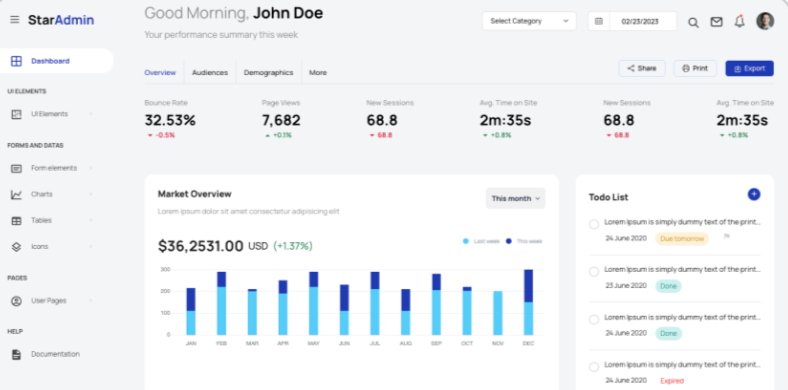 StarAdmin
Good Morning, John Doe
Your performance summary this week
Select Category
02/23/2023
Dashboard
UI ELEMENTS
UI Elements
FORMS AND DATAS
Form elements
Charts
Tables
Icons
PAGES
User Pages
HELP
Documentation
Overview Audiences Demographics More
Share Print Export
Bounce Rate Page Views New Sessions Avg. Time on Site New Sessions Avg. Time on Site
32.53% 7,682 68.8 2m:35s 68.8 2m:35s
-0.5% +0.1% 68.8 +0.8% 68.8 +0.8%
Market Overview
Lorem ipsum dolor sit amet consectetur adipisicing elit
This month
$36,2531.00 USD (+1.37%)
Last week This week
300
200
100
0
JAN FEB MAR APR MAY JUN JUL AUG SEP OCT NOV DEC
Todo List
Lorem Ipsum is simply dummy text of the print...
24 June 2020 Due tomorrow
Lorem Ipsum is simply dummy text of the print...
23 June 2020 Done
Lorem Ipsum is simply dummy text of the print...
24 June 2020 Done
Lorem Ipsum is simply dummy text of the print...
24 June 2020 Expired